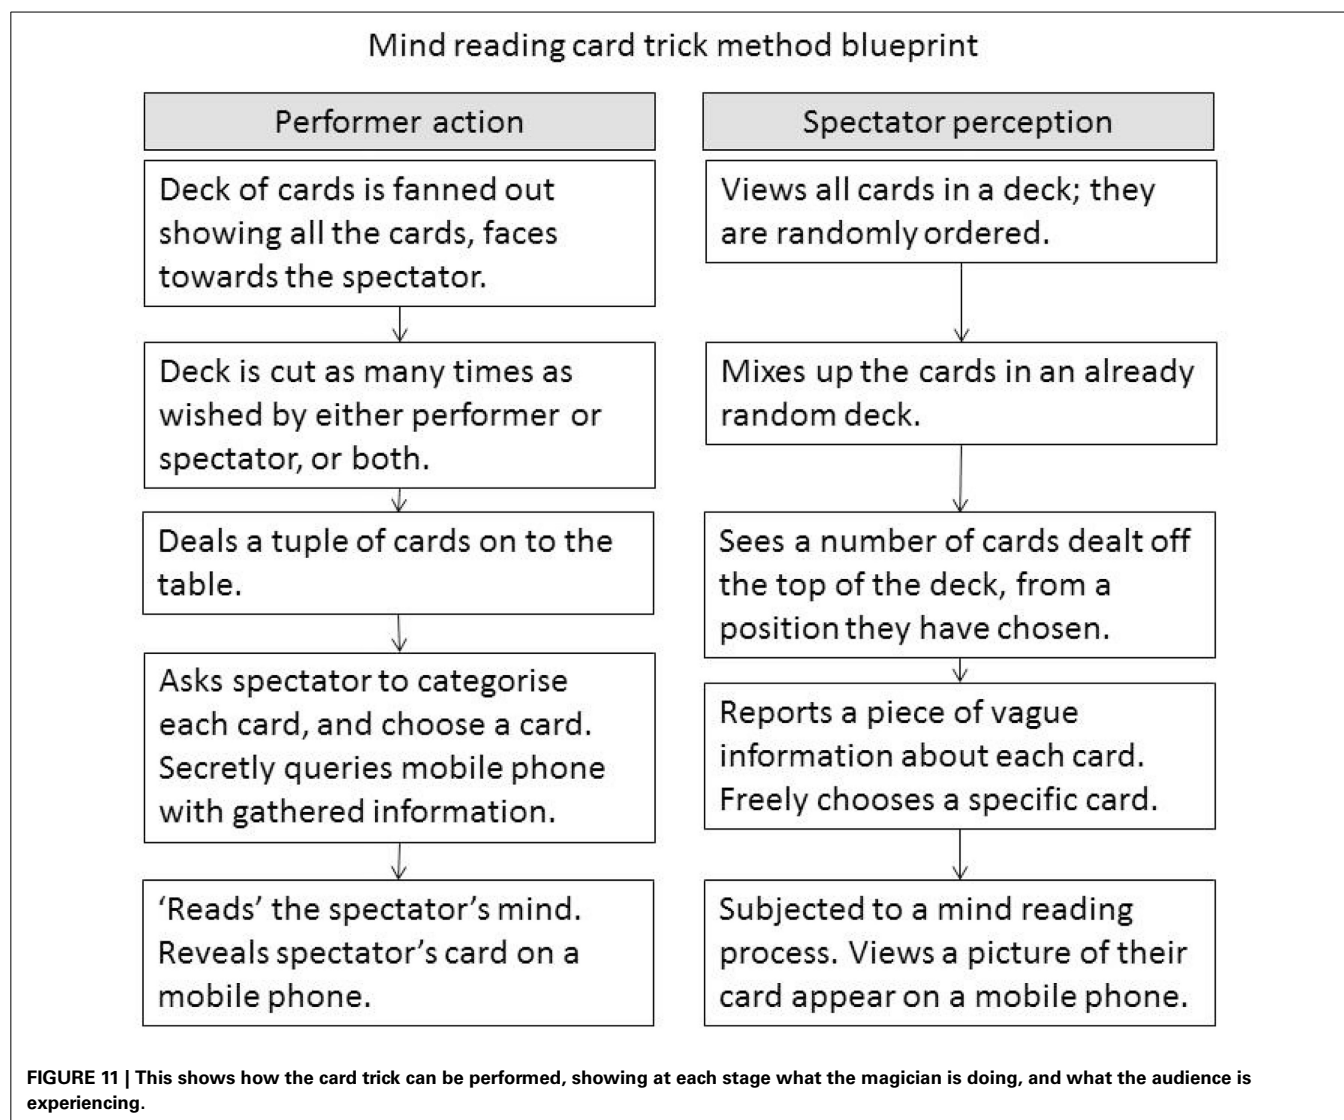 Mind reading card trick method blueprint
Performer action
Deck of cards is fanned out
showing all the cards, faces
towards the spectator.
Deck is cut as many times as
wished by either performer or
spectator, or both.
Deals a tuple of cards on to the
table.
Asks spectator to categorise
each card, and choose a card.
Secretly queries mobile phone
with gathered information.
‘Reads’ the spectator’s mind.
Reveals spectator’s card on a
mobile phone.
Spectator perception
Views all cards in a deck; they
are randomly ordered.
Mixes up the cards in an already
random deck.
Sees a number of cards dealt off
the top of the deck, from a
position they have chosen.
Reports a piece of vague
information about each card.
Freely chooses a specific card.
Subjected to a mind reading
process. Views a picture of their
card appear on a mobile phone.
FIGURE 11 | This shows how the card trick can be performed, showing at each stage what the magician is doing, and what the audience is
experiencing.